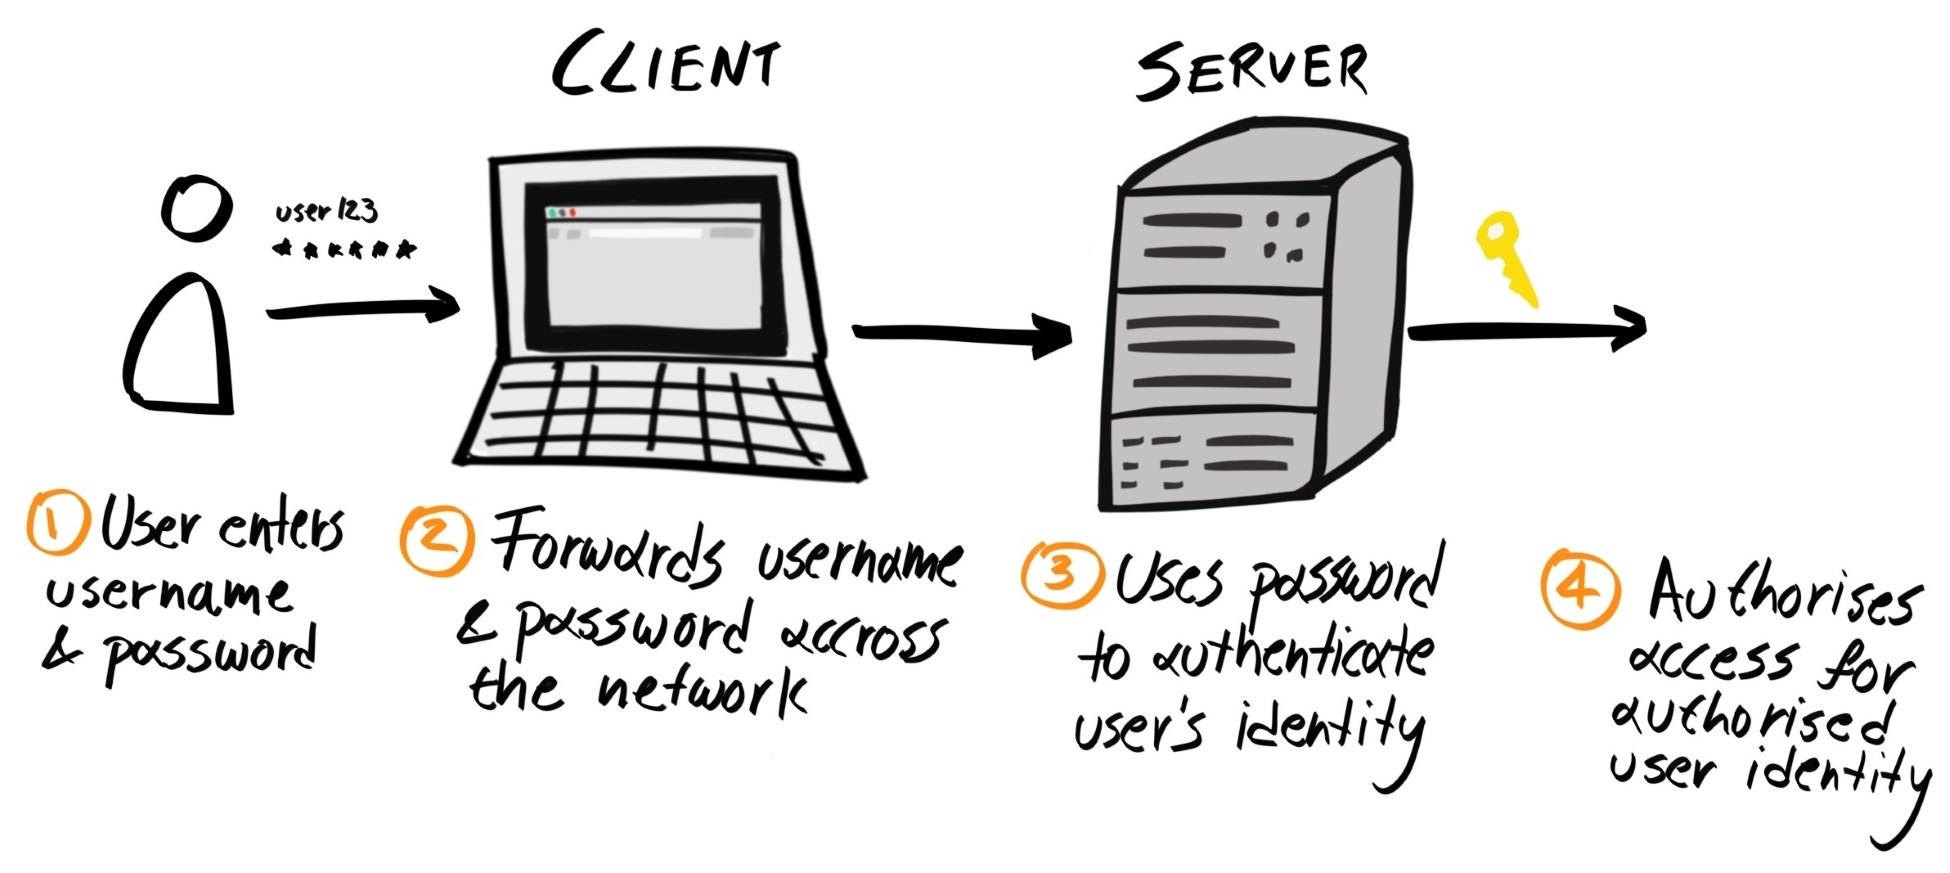 CLIENT
SERVER
user123
******
1 User enters
username
& password
2 Forwards username
& password accross
the network
3 Uses password
to authenticate
user's identity
4 Authorises
access for
authorised
user identity